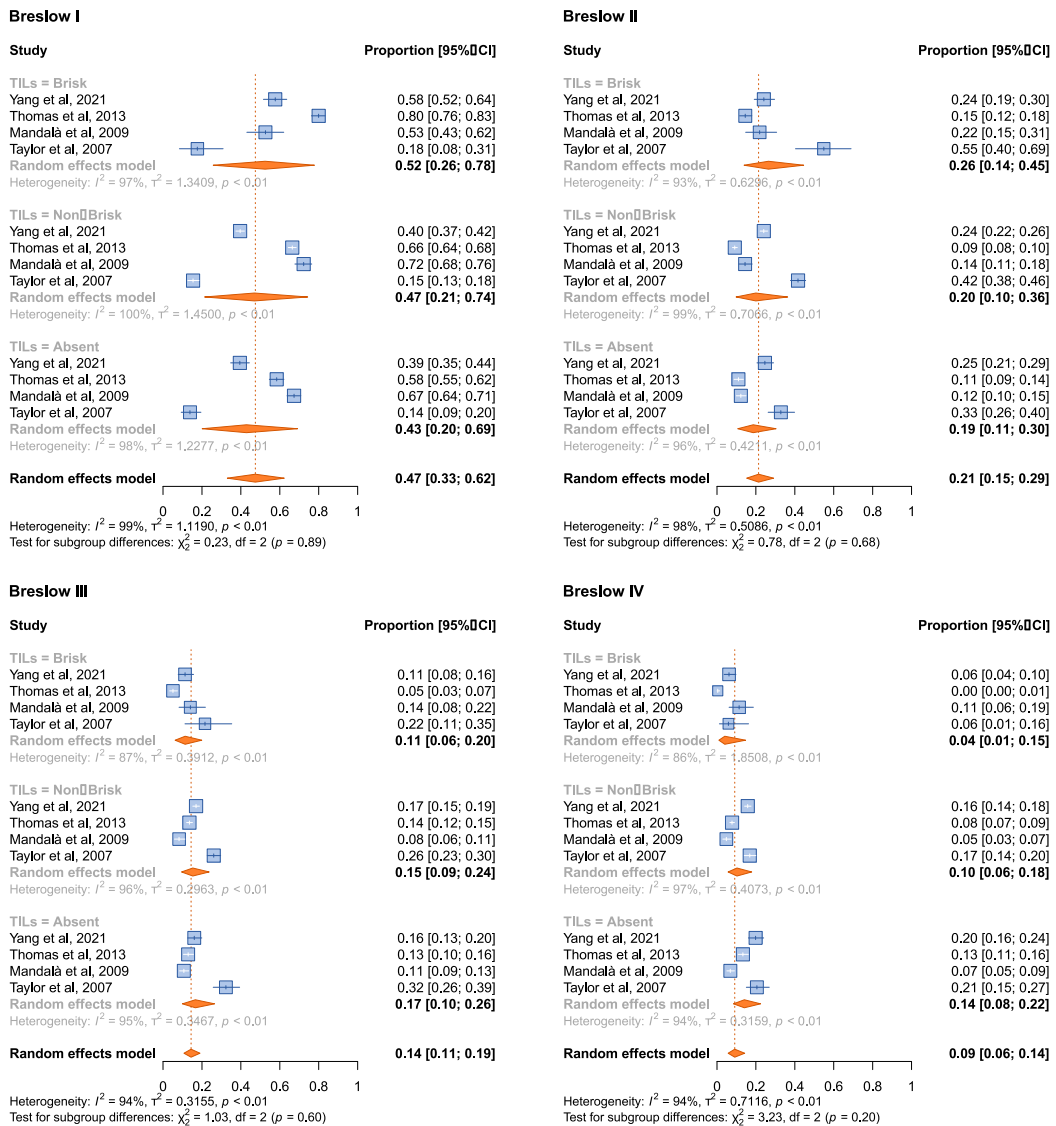 Breslow I
Study Proportion [95%▯CI]
TILs = Brisk
Yang et al, 2021 0.58 [0.52; 0.64]
Thomas et al, 2013 0.80 [0.76; 0.83]
Mandalà et al, 2009 0.53 [0.43; 0.62]
Taylor et al, 2007 0.18 [0.08; 0.31]
Random effects model 0.52 [0.26; 0.78]
Heterogeneity: I² = 97%, τ² = 1.3409, p < 0.01
TILs = Non▯Brisk
Yang et al, 2021 0.40 [0.37; 0.42]
Thomas et al, 2013 0.66 [0.64; 0.68]
Mandalà et al, 2009 0.72 [0.68; 0.76]
Taylor et al, 2007 0.15 [0.13; 0.18]
Random effects model 0.47 [0.21; 0.74]
Heterogeneity: I² = 100%, τ² = 1.4500, p < 0.01
TILs = Absent
Yang et al, 2021 0.39 [0.35; 0.44]
Thomas et al, 2013 0.58 [0.55; 0.62]
Mandalà et al, 2009 0.67 [0.64; 0.71]
Taylor et al, 2007 0.14 [0.09; 0.20]
Random effects model 0.43 [0.20; 0.69]
Heterogeneity: I² = 98%, τ² = 1.2277, p < 0.01
Random effects model 0.47 [0.33; 0.62]
0 0.2 0.4 0.6 0.8 1
Heterogeneity: I² = 99%, τ² = 1.1190, p < 0.01
Test for subgroup differences: χ²₂ = 0.23, df = 2 (p = 0.89)
Breslow II
Study Proportion [95%▯CI]
TILs = Brisk
Yang et al, 2021 0.24 [0.19; 0.30]
Thomas et al, 2013 0.15 [0.12; 0.18]
Mandalà et al, 2009 0.22 [0.15; 0.31]
Taylor et al, 2007 0.55 [0.40; 0.69]
Random effects model 0.26 [0.14; 0.45]
Heterogeneity: I² = 93%, τ² = 0.6296, p < 0.01
TILs = Non▯Brisk
Yang et al, 2021 0.24 [0.22; 0.26]
Thomas et al, 2013 0.09 [0.08; 0.10]
Mandalà et al, 2009 0.14 [0.11; 0.18]
Taylor et al, 2007 0.42 [0.38; 0.46]
Random effects model 0.20 [0.10; 0.36]
Heterogeneity: I² = 99%, τ² = 0.7066, p < 0.01
TILs = Absent
Yang et al, 2021 0.25 [0.21; 0.29]
Thomas et al, 2013 0.11 [0.09; 0.14]
Mandalà et al, 2009 0.12 [0.10; 0.15]
Taylor et al, 2007 0.33 [0.26; 0.40]
Random effects model 0.19 [0.11; 0.30]
Heterogeneity: I² = 96%, τ² = 0.4211, p < 0.01
Random effects model 0.21 [0.15; 0.29]
0 0.2 0.4 0.6 0.8 1
Heterogeneity: I² = 98%, τ² = 0.5086, p < 0.01
Test for subgroup differences: χ²₂ = 0.78, df = 2 (p = 0.68)
Breslow III
Study Proportion [95%▯CI]
TILs = Brisk
Yang et al, 2021 0.11 [0.08; 0.16]
Thomas et al, 2013 0.05 [0.03; 0.07]
Mandalà et al, 2009 0.14 [0.08; 0.22]
Taylor et al, 2007 0.22 [0.11; 0.35]
Random effects model 0.11 [0.06; 0.20]
Heterogeneity: I² = 87%, τ² = 0.3912, p < 0.01
TILs = Non▯Brisk
Yang et al, 2021 0.17 [0.15; 0.19]
Thomas et al, 2013 0.14 [0.12; 0.15]
Mandalà et al, 2009 0.08 [0.06; 0.11]
Taylor et al, 2007 0.26 [0.23; 0.30]
Random effects model 0.15 [0.09; 0.24]
Heterogeneity: I² = 96%, τ² = 0.2963, p < 0.01
TILs = Absent
Yang et al, 2021 0.16 [0.13; 0.20]
Thomas et al, 2013 0.13 [0.10; 0.16]
Mandalà et al, 2009 0.11 [0.09; 0.13]
Taylor et al, 2007 0.32 [0.26; 0.39]
Random effects model 0.17 [0.10; 0.26]
Heterogeneity: I² = 95%, τ² = 0.3467, p < 0.01
Random effects model 0.14 [0.11; 0.19]
0 0.2 0.4 0.6 0.8 1
Heterogeneity: I² = 94%, τ² = 0.3155, p < 0.01
Test for subgroup differences: χ²₂ = 1.03, df = 2 (p = 0.60)
Breslow IV
Study Proportion [95%▯CI]
TILs = Brisk
Yang et al, 2021 0.06 [0.04; 0.10]
Thomas et al, 2013 0.00 [0.00; 0.01]
Mandalà et al, 2009 0.11 [0.06; 0.19]
Taylor et al, 2007 0.06 [0.01; 0.16]
Random effects model 0.04 [0.01; 0.15]
Heterogeneity: I² = 86%, τ² = 1.8508, p < 0.01
TILs = Non▯Brisk
Yang et al, 2021 0.16 [0.14; 0.18]
Thomas et al, 2013 0.08 [0.07; 0.09]
Mandalà et al, 2009 0.05 [0.03; 0.07]
Taylor et al, 2007 0.17 [0.14; 0.20]
Random effects model 0.10 [0.06; 0.18]
Heterogeneity: I² = 97%, τ² = 0.4073, p < 0.01
TILs = Absent
Yang et al, 2021 0.20 [0.16; 0.24]
Thomas et al, 2013 0.13 [0.11; 0.16]
Mandalà et al, 2009 0.07 [0.05; 0.09]
Taylor et al, 2007 0.21 [0.15; 0.27]
Random effects model 0.14 [0.08; 0.22]
Heterogeneity: I² = 94%, τ² = 0.3159, p < 0.01
Random effects model 0.09 [0.06; 0.14]
0 0.2 0.4 0.6 0.8 1
Heterogeneity: I² = 94%, τ² = 0.7116, p < 0.01
Test for subgroup differences: χ²₂ = 3.23, df = 2 (p = 0.20)